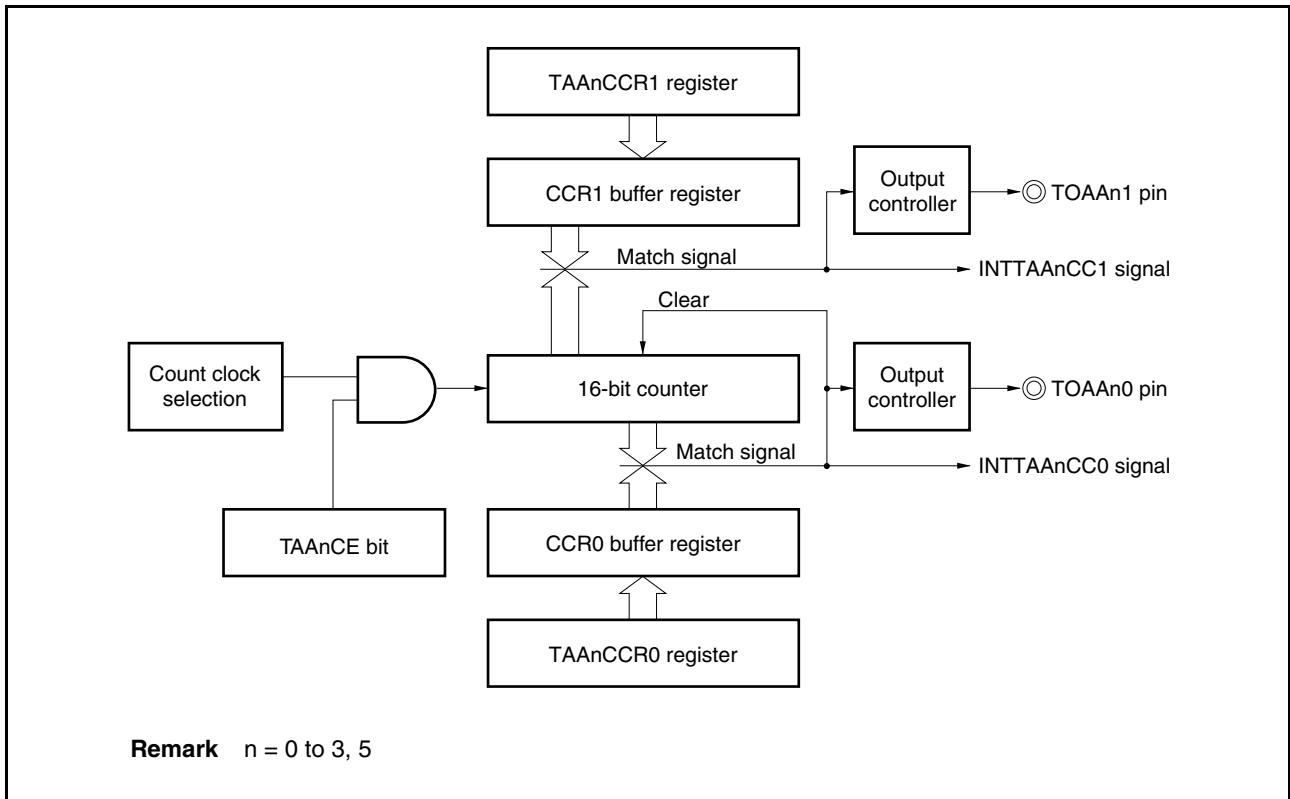 TAAnCCR1 register
CCR1 buffer register
Output
controller
TOAAn1 pin
Match signal
INTTAAnCC1 signal
Clear
Count clock
selection
16-bit counter
Output
controller
TOAAn0 pin
Match signal
INTTAAnCC0 signal
TAAnCE bit
CCR0 buffer register
TAAnCCR0 register
Remark n = 0 to 3, 5